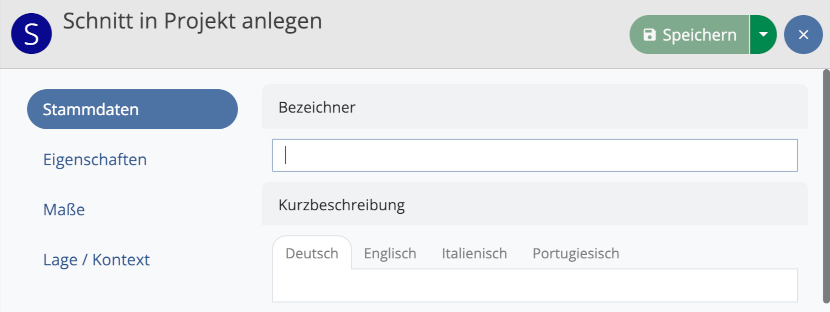 S Schnitt in Projekt anlegen
Speichern
Stammdaten
Eigenschaften
Maße
Lage / Kontext
Bezeichner
Kurzbeschreibung
Deutsch Englisch Italienisch Portugiesisch